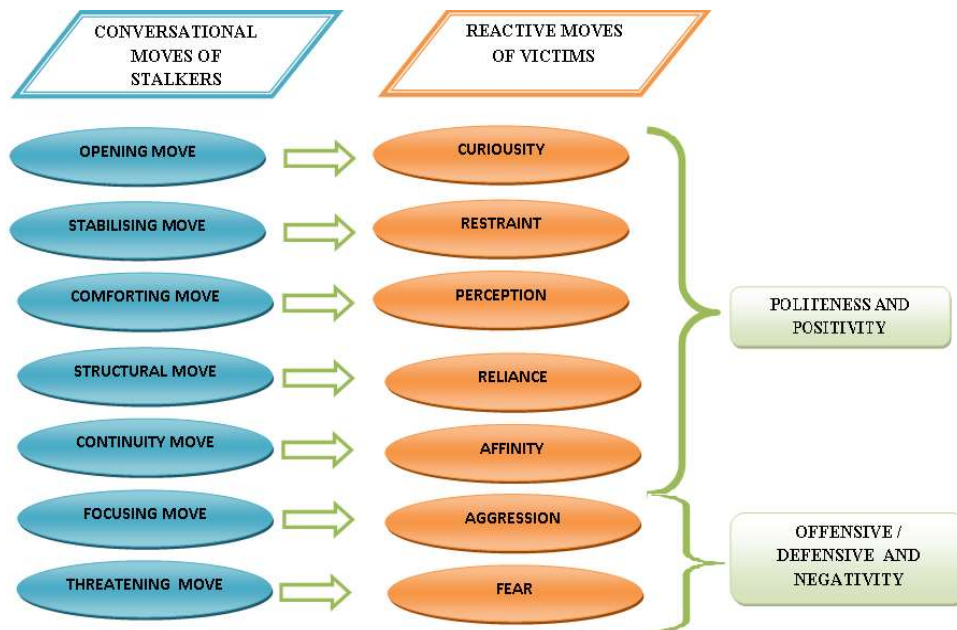 CONVERSATIONAL
MOVES OF
STALKERS
REACTIVE MOVES
OF VICTIMS
OPENING MOVE
CURIOUSITY
STABILISING MOVE
RESTRAINT
COMFORTING MOVE
PERCEPTION
POLITENESS AND
POSITIVITY
STRUCTURAL MOVE
RELIANCE
CONTINUITY MOVE
AFFINITY
FOCUSING MOVE
AGGRESSION
OFFENSIVE /
DEFENSIVE AND
NEGATIVITY
THREATENING MOVE
FEAR